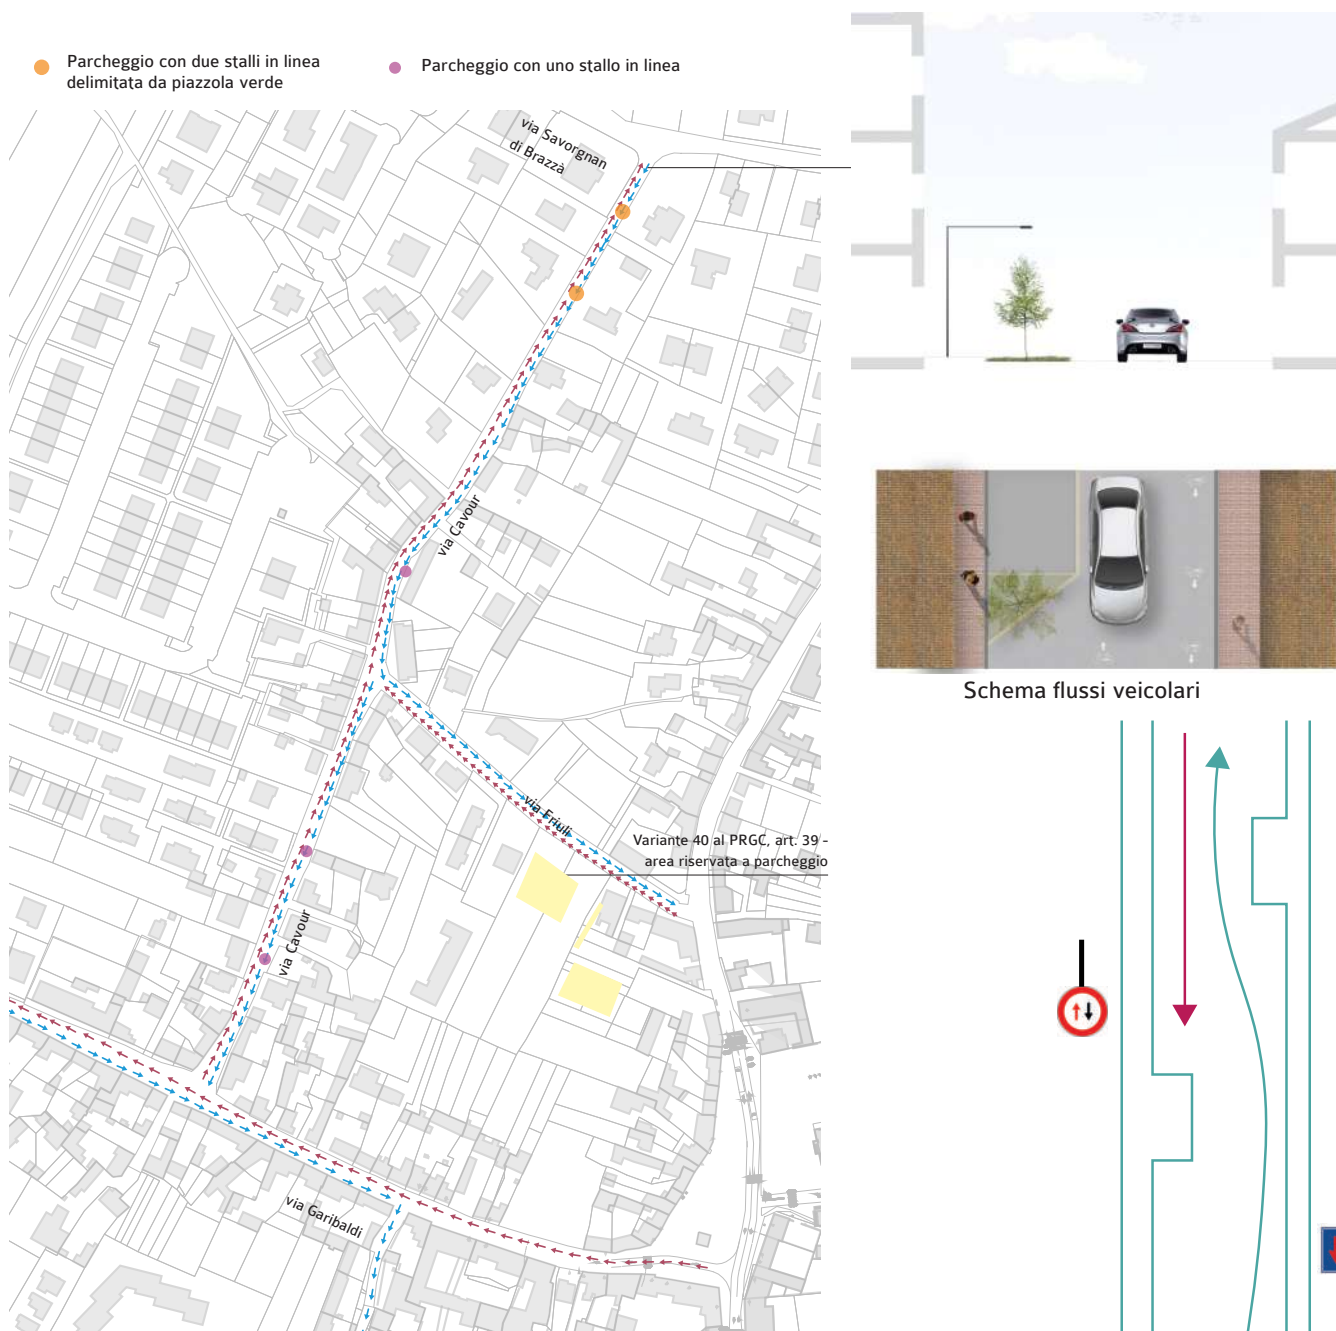 Parcheggio con due stalli in linea
delimitata da piazzola verde
Parcheggio con uno stallo in linea
via Savorgnan
di Brazzà
via Cavour
via Friuli
Variante 40 al PRGC, art. 39 -
area riservata a parcheggio
via Cavour
via Garibaldi
Schema flussi veicolari